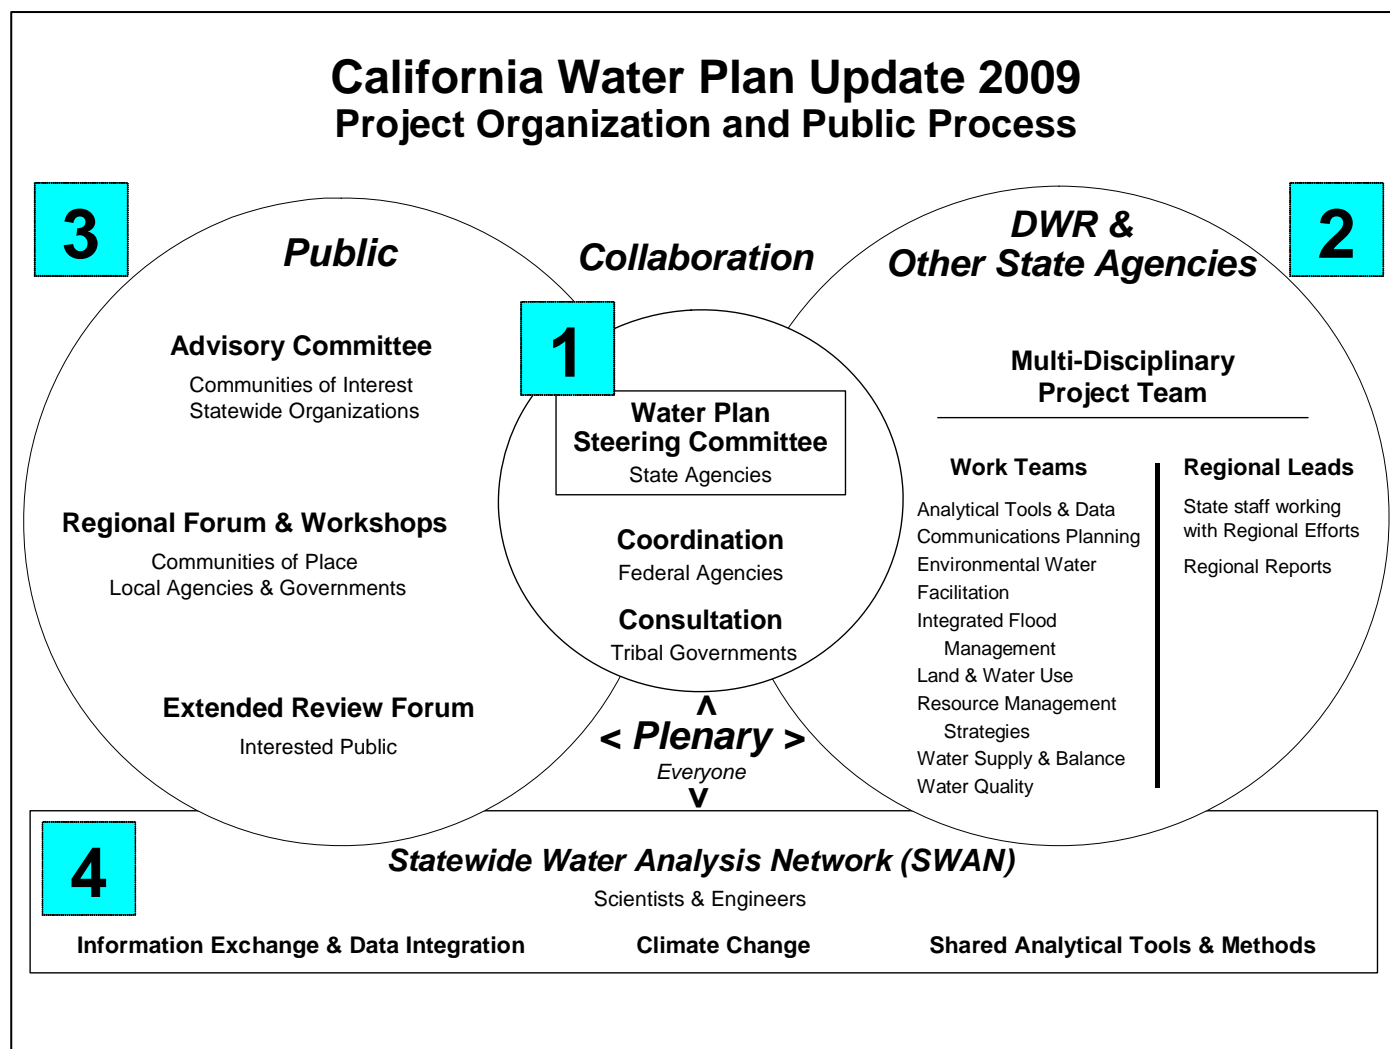 California Water Plan Update 2009
Project Organization and Public Process
3
Public
Advisory Committee
Communities of Interest
Statewide Organizations
Regional Forum & Workshops
Communities of Place
Local Agencies & Governments
Extended Review Forum
Interested Public
Collaboration
1
Water Plan
Steering Committee
State Agencies
Coordination
Federal Agencies
Consultation
Tribal Governments
< Plenary >
Everyone
2
DWR &
Other State Agencies
Multi-Disciplinary
Project Team
Work Teams
Analytical Tools & Data
Communications Planning
Environmental Water
Facilitation
Integrated Flood
Management
Land & Water Use
Resource Management
Strategies
Water Supply & Balance
Water Quality
Regional Leads
State staff working
with Regional Efforts
Regional Reports
4
Statewide Water Analysis Network (SWAN)
Scientists & Engineers
Information Exchange & Data Integration
Climate Change
Shared Analytical Tools & Methods